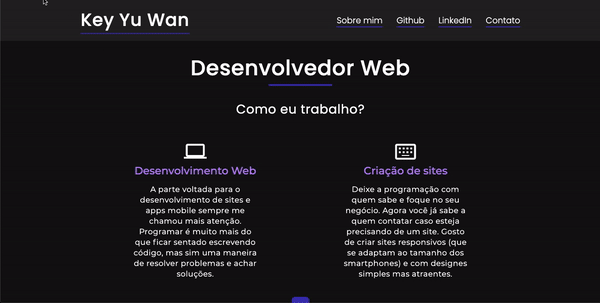 Key Yu Wan
Sobre mim Github LinkedIn Contato
Desenvolvedor Web
Como eu trabalho?
Desenvolvimento Web
A parte voltada para o
desenvolvimento de sites e
apps mobile sempre me
chamou mais atenção.
Programar é muito mais do
que ficar sentado escrevendo
código, mas sim uma maneira
de resolver problemas e achar
soluções.
Criação de sites
Deixe a programação com
quem sabe e foque no seu
negócio. Agora você já sabe a
quem contatar caso esteja
precisando de um site. Gosto
de criar sites responsivos (que
se adaptam ao tamanho dos
smartphones) e com designes
simples mas atraentes.